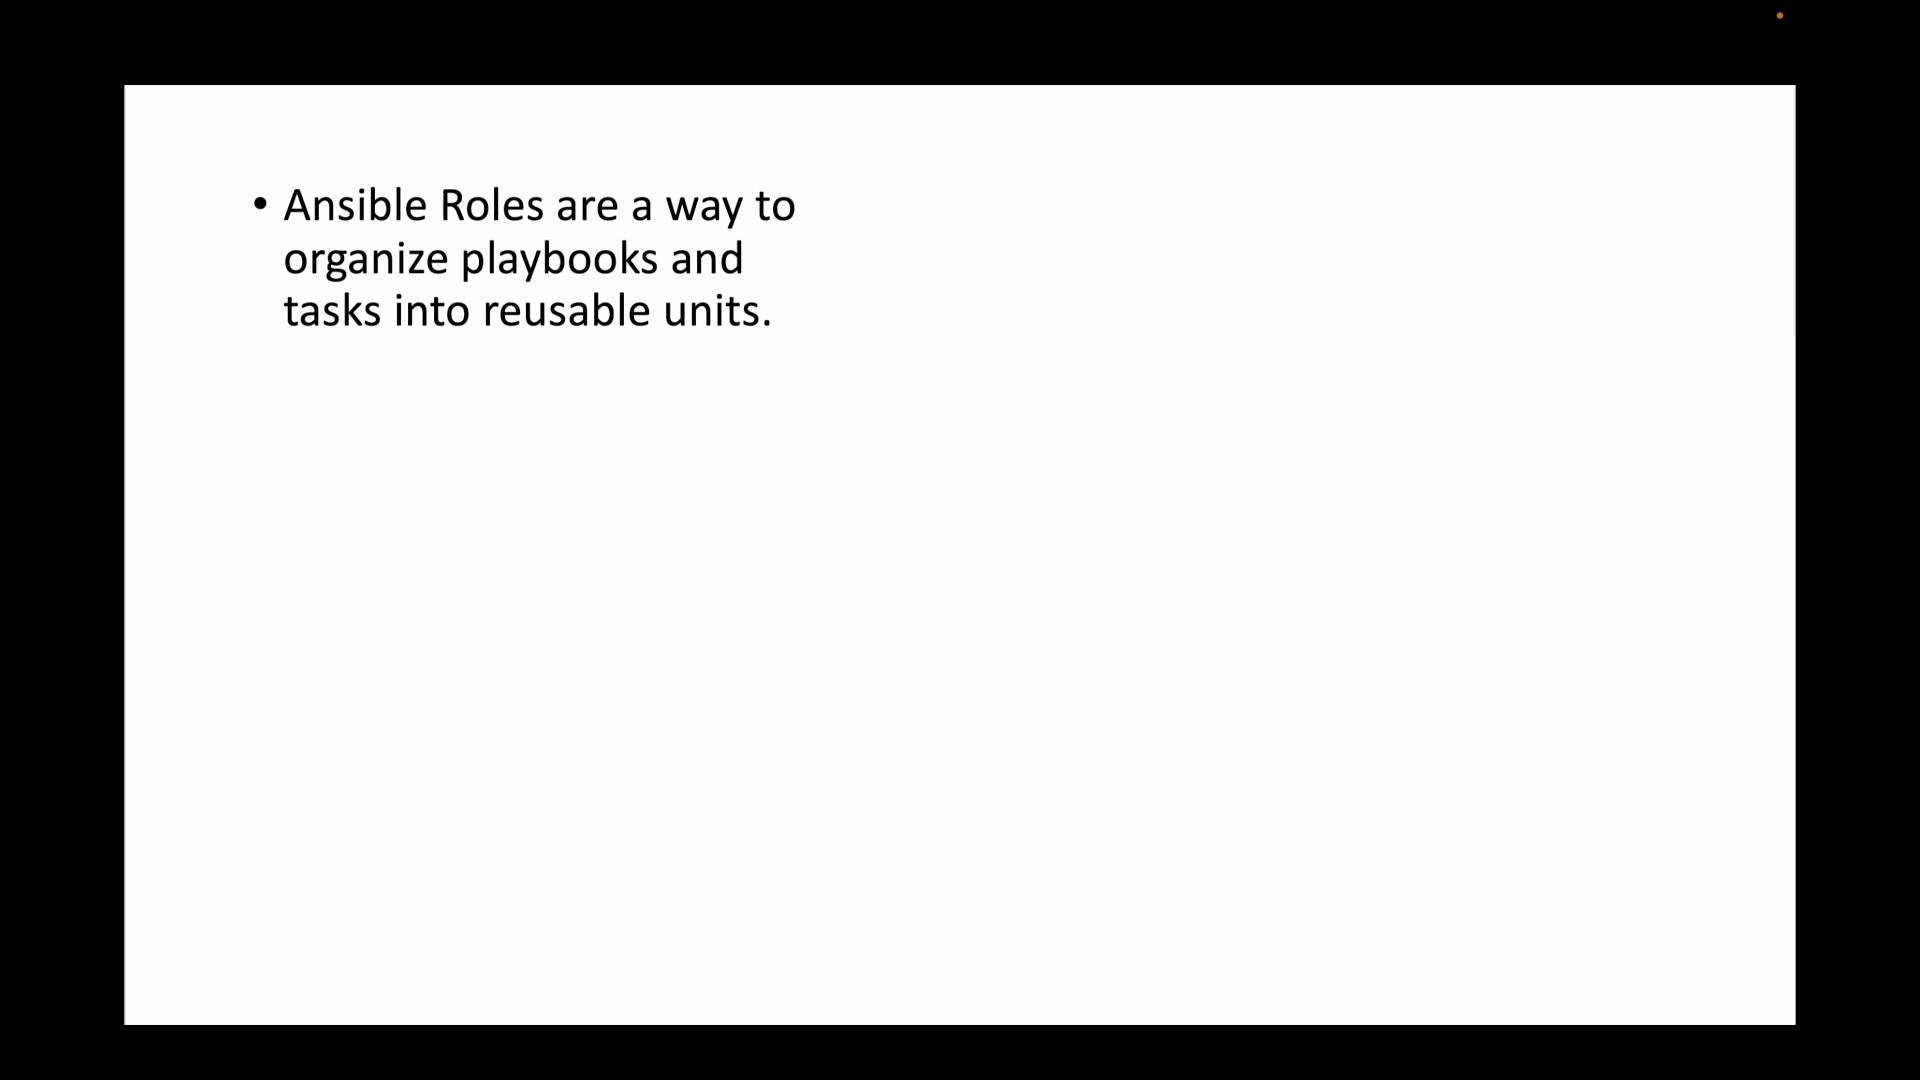 • Ansible Roles are a way to
organize playbooks and
tasks into reusable units.